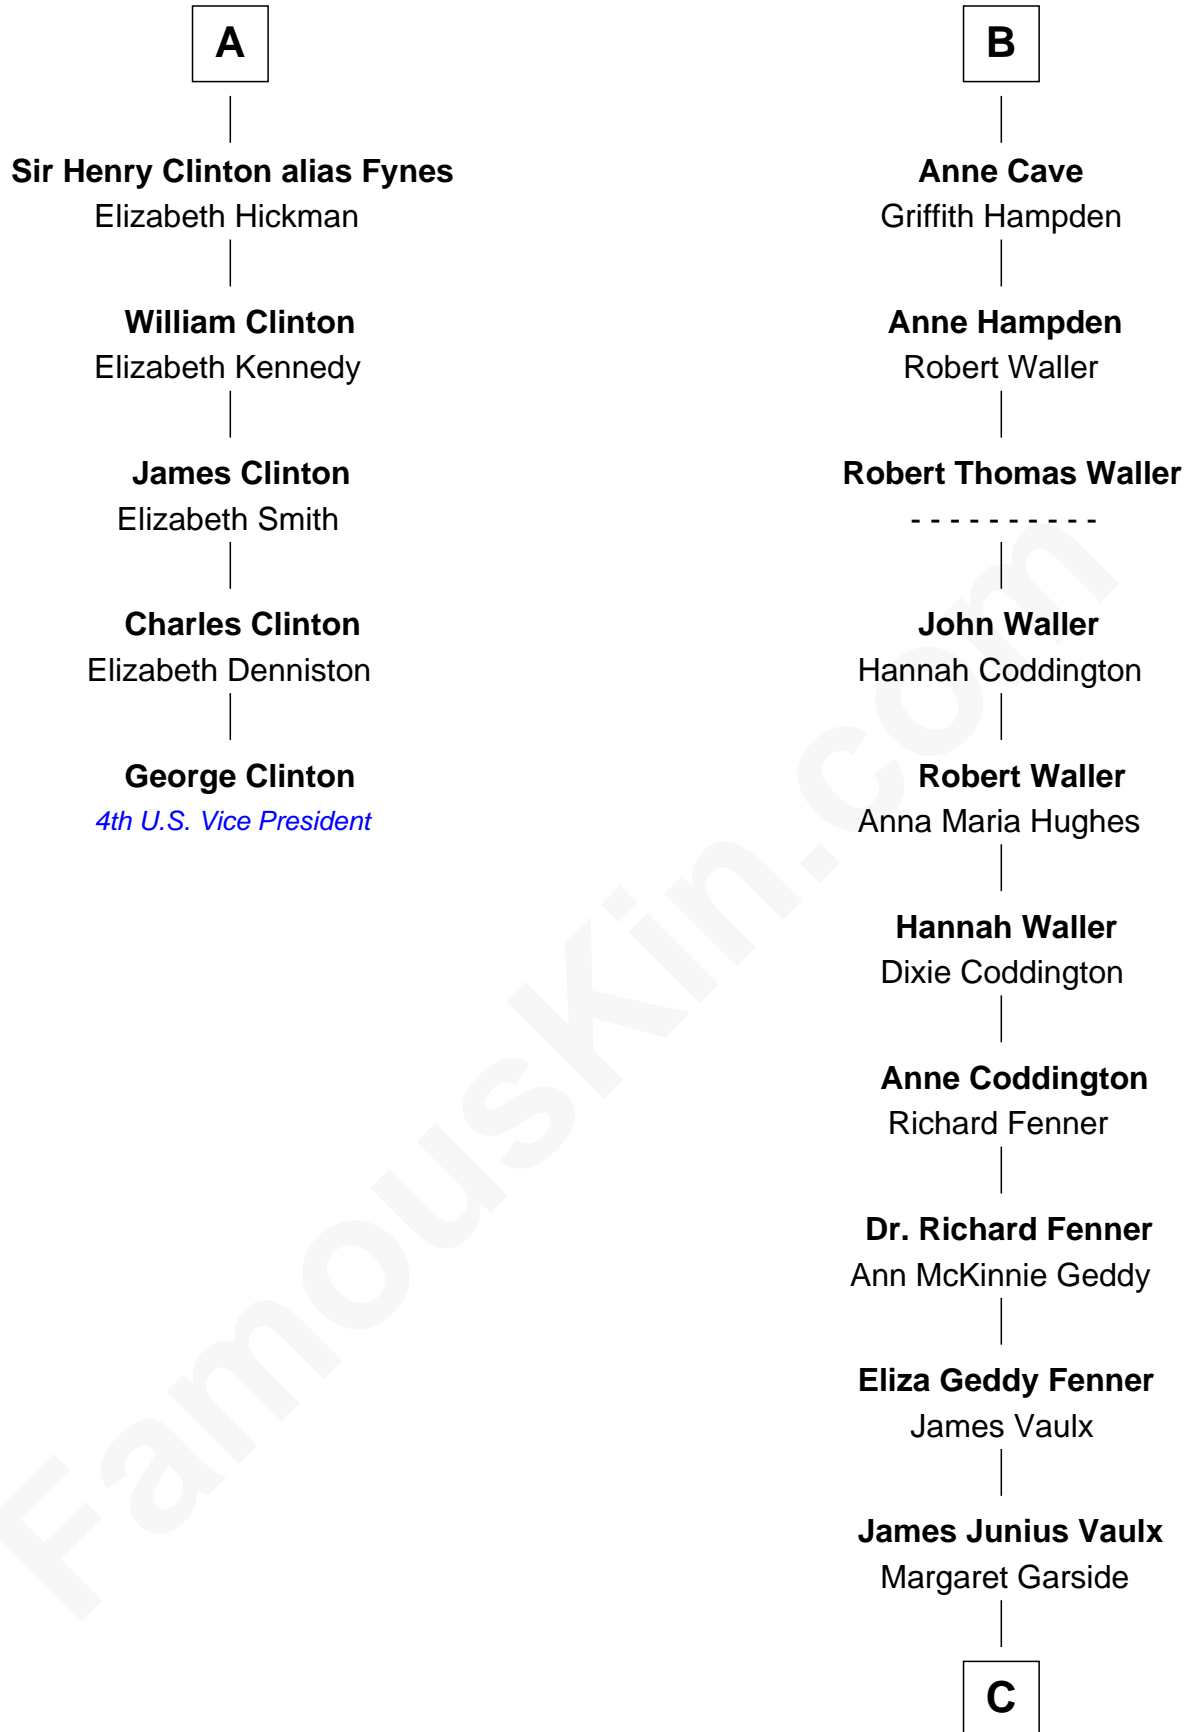 A
Sir Henry Clinton alias Fynes
Elizabeth Hickman
William Clinton
Elizabeth Kennedy
James Clinton
Elizabeth Smith
Charles Clinton
Elizabeth Denniston
George Clinton
4th U.S. Vice President
B
Anne Cave
Griffith Hampden
Anne Hampden
Robert Waller
Robert Thomas Waller
- - - - - - - - - -
John Waller
Hannah Coddington
Robert Waller
Anna Maria Hughes
Hannah Waller
Dixie Coddington
Anne Coddington
Richard Fenner
Dr. Richard Fenner
Ann McKinnie Geddy
Eliza Geddy Fenner
James Vaulx
James Junius Vaulx
Margaret Garside
C
FamousKin.com